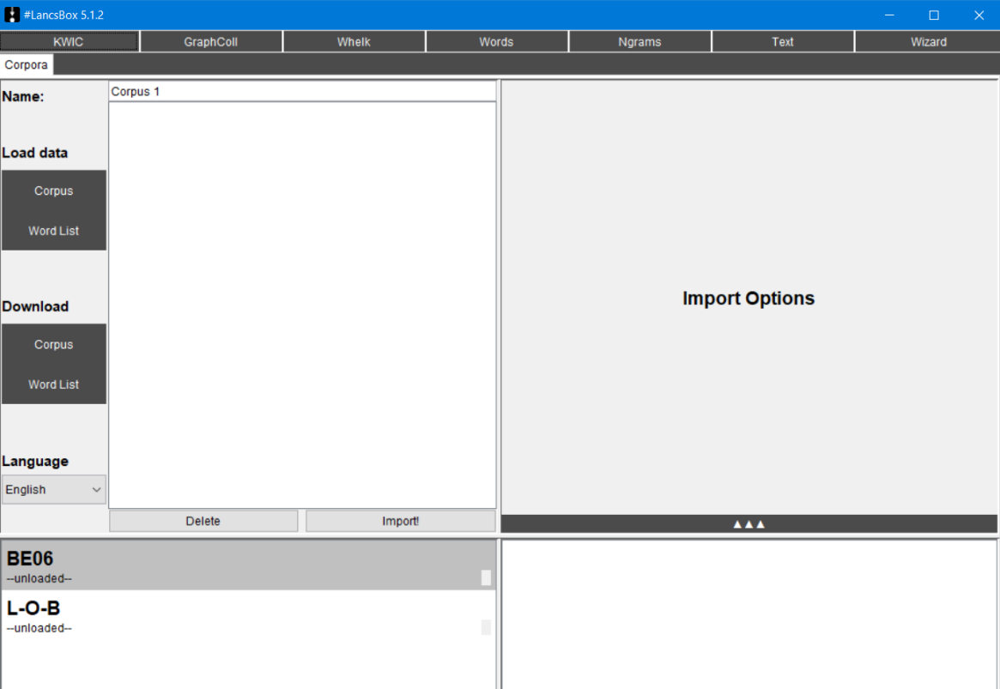 #LancsBox 5.1.2
KWIC GraphColl Whelk Words Ngrams Text Wizard
Corpora
Name: Corpus 1
Load data
Corpus
Word List
Import Options
Download
Corpus
Word List
Language
English
Delete Import!
▲▲▲
BE06
--unloaded--
L-O-B
--unloaded--